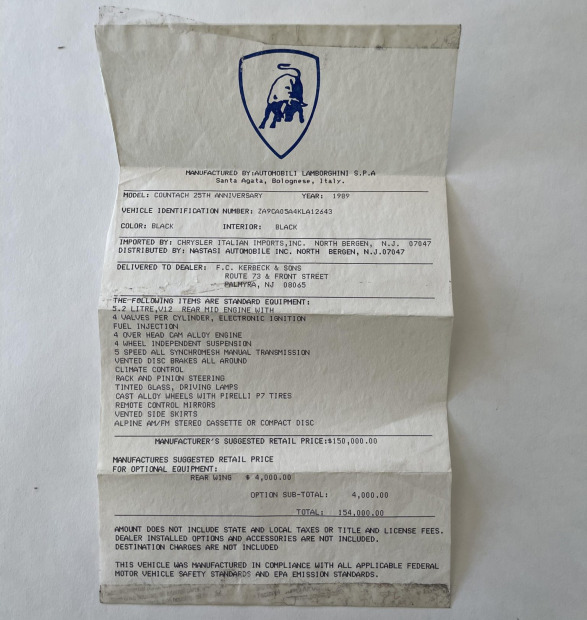 MANUFACTURED BY:AUTOMOBILI LAMBORGHINI S.P.A
Santa Agata, Bolognese, Italy.
MODEL: COUNTACH 25TH ANNIVERSARY YEAR: 1989
VEHICLE IDENTIFICATION NUMBER: ZA9CA05A4KLA12643
COLOR: BLACK INTERIOR: BLACK
IMPORTED BY: CHRYSLER ITALIAN IMPORTS,INC. NORTH BERGEN, N.J. 07047
DISTRIBUTED BY: NASTASI AUTOMOBILE INC. NORTH BERGEN, N.J.07047
DELIVERED TO DEALER: F.C. KERBECK & SONS
ROUTE 73 & FRONT STREET
PALMYRA, NJ 08065
THE FOLLOWING ITEMS ARE STANDARD EQUIPMENT:
5.2 LITRE,V12 REAR MID ENGINE WITH
4 VALVES PER CYLINDER, ELECTRONIC IGNITION
FUEL INJECTION
4 OVER HEAD CAM ALLOY ENGINE
4 WHEEL INDEPENDENT SUSPENSION
5 SPEED ALL SYNCHROMESH MANUAL TRANSMISSION
VENTED DISC BRAKES ALL AROUND
CLIMATE CONTROL
RACK AND PINION STEERING
TINTED GLASS, DRIVING LAMPS
CAST ALLOY WHEELS WITH PIRELLI P7 TIRES
REMOTE CONTROL MIRRORS
VENTED SIDE SKIRTS
ALPINE AM/FM STEREO CASSETTE OR COMPACT DISC
MANUFACTURER'S SUGGESTED RETAIL PRICE:$150,000.00
MANUFACTURES SUGGESTED RETAIL PRICE
FOR OPTIONAL EQUIPMENT:
REAR WING $ 4,000.00
OPTION SUB-TOTAL: 4,000.00
TOTAL: 154,000.00
AMOUNT DOES NOT INCLUDE STATE AND LOCAL TAXES OR TITLE AND LICENSE FEES.
DEALER INSTALLED OPTIONS AND ACCESSORIES ARE NOT INCLUDED.
DESTINATION CHARGES ARE NOT INCLUDED
THIS VEHICLE WAS MANUFACTURED IN COMPLIANCE WITH ALL APPLICABLE FEDERAL
MOTOR VEHICLE SAFETY STANDARDS AND EPA EMISSION STANDARDS.